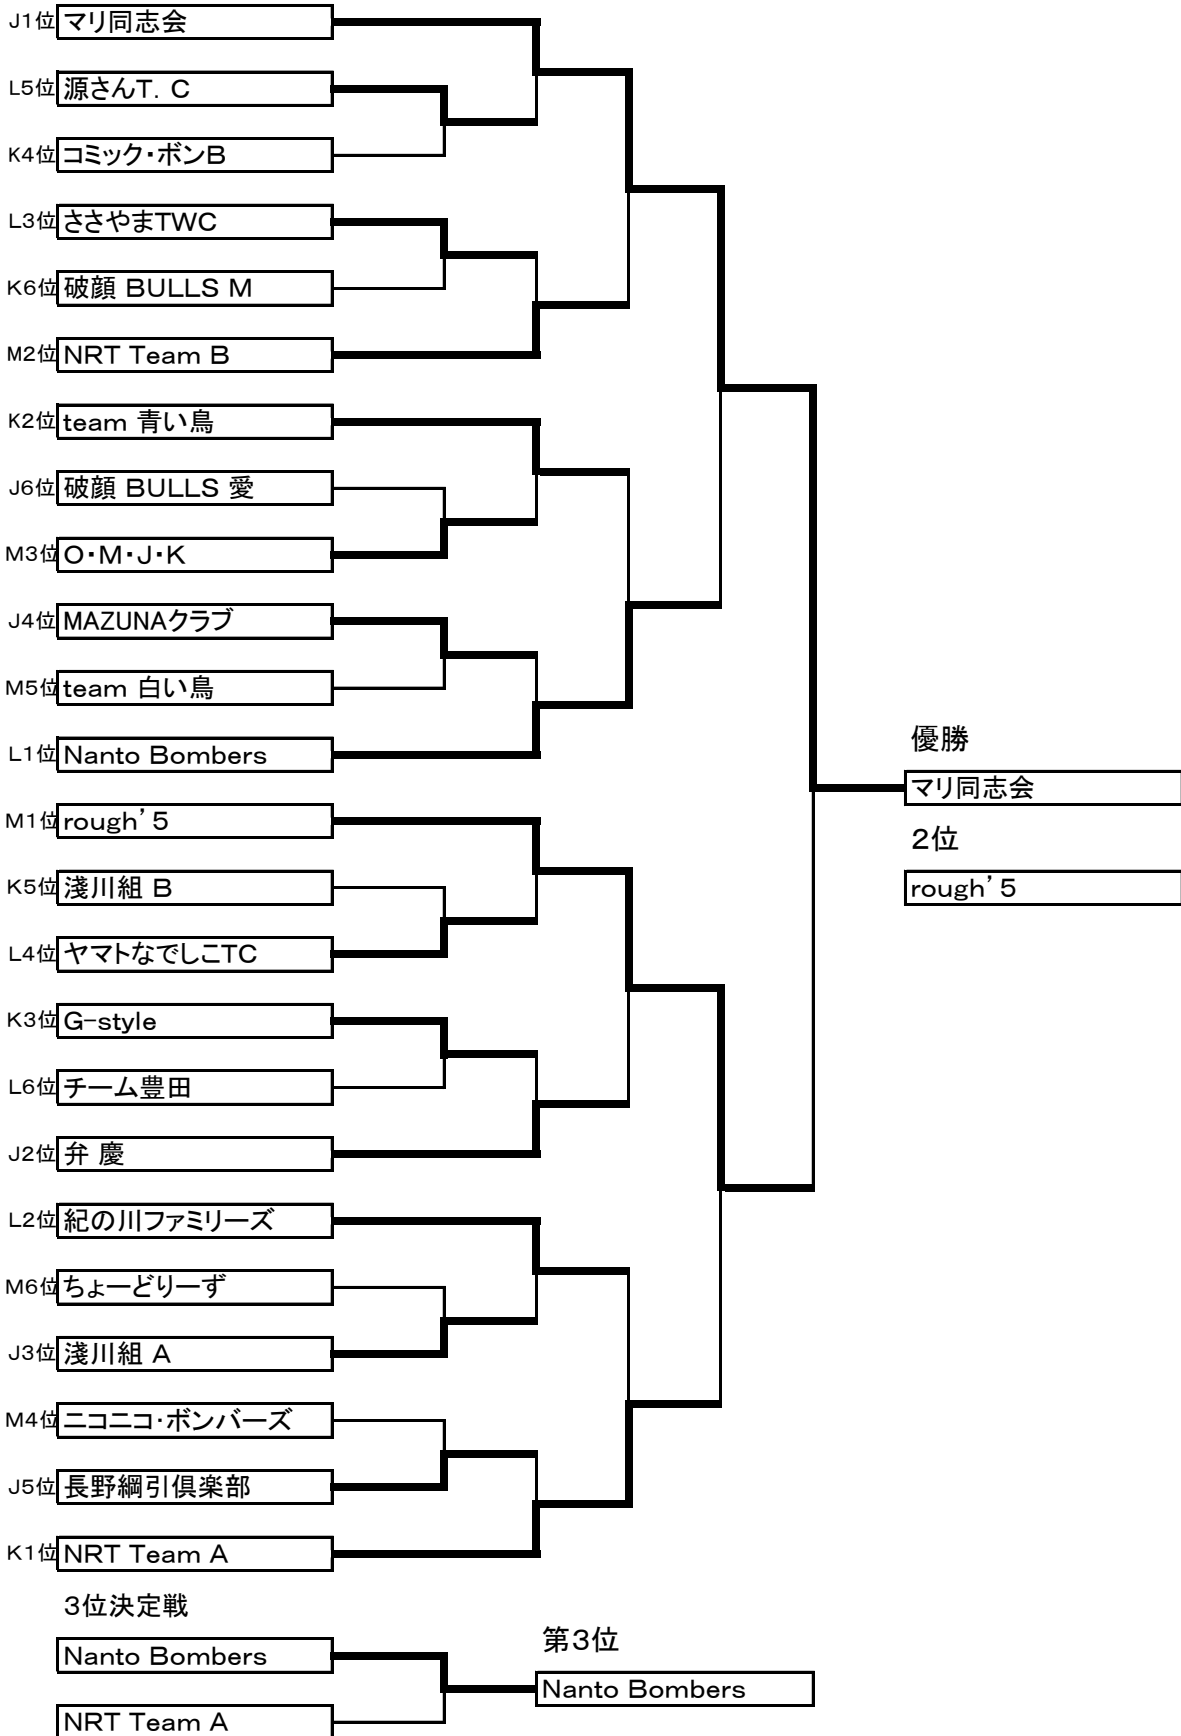 J1位 マリ同志会
L5位 源さんT．C
K4位 コミック・ボンB
L3位 ささやまTWC
K6位 破顔 BULLS M
M2位 NRT Team B
K2位 team 青い鳥
J6位 破顔 BULLS 愛
M3位 O・M・J・K
J4位 MAZUNAクラブ
M5位 team 白い鳥
L1位 Nanto Bombers
優勝
マリ同志会
M1位 rough’5
2位
K5位 淺川組 B
rough’5
L4位 ヤマトなでしこTC
K3位 G-style
L6位 チーム豊田
J2位 弁 慶
L2位 紀の川ファミリーズ
M6位 ちょーどりーず
J3位 淺川組 A
M4位 ニコニコ・ボンバーズ
J5位 長野綱引倶楽部
K1位 NRT Team A
3位決定戦
Nanto Bombers
第3位
Nanto Bombers
NRT Team A